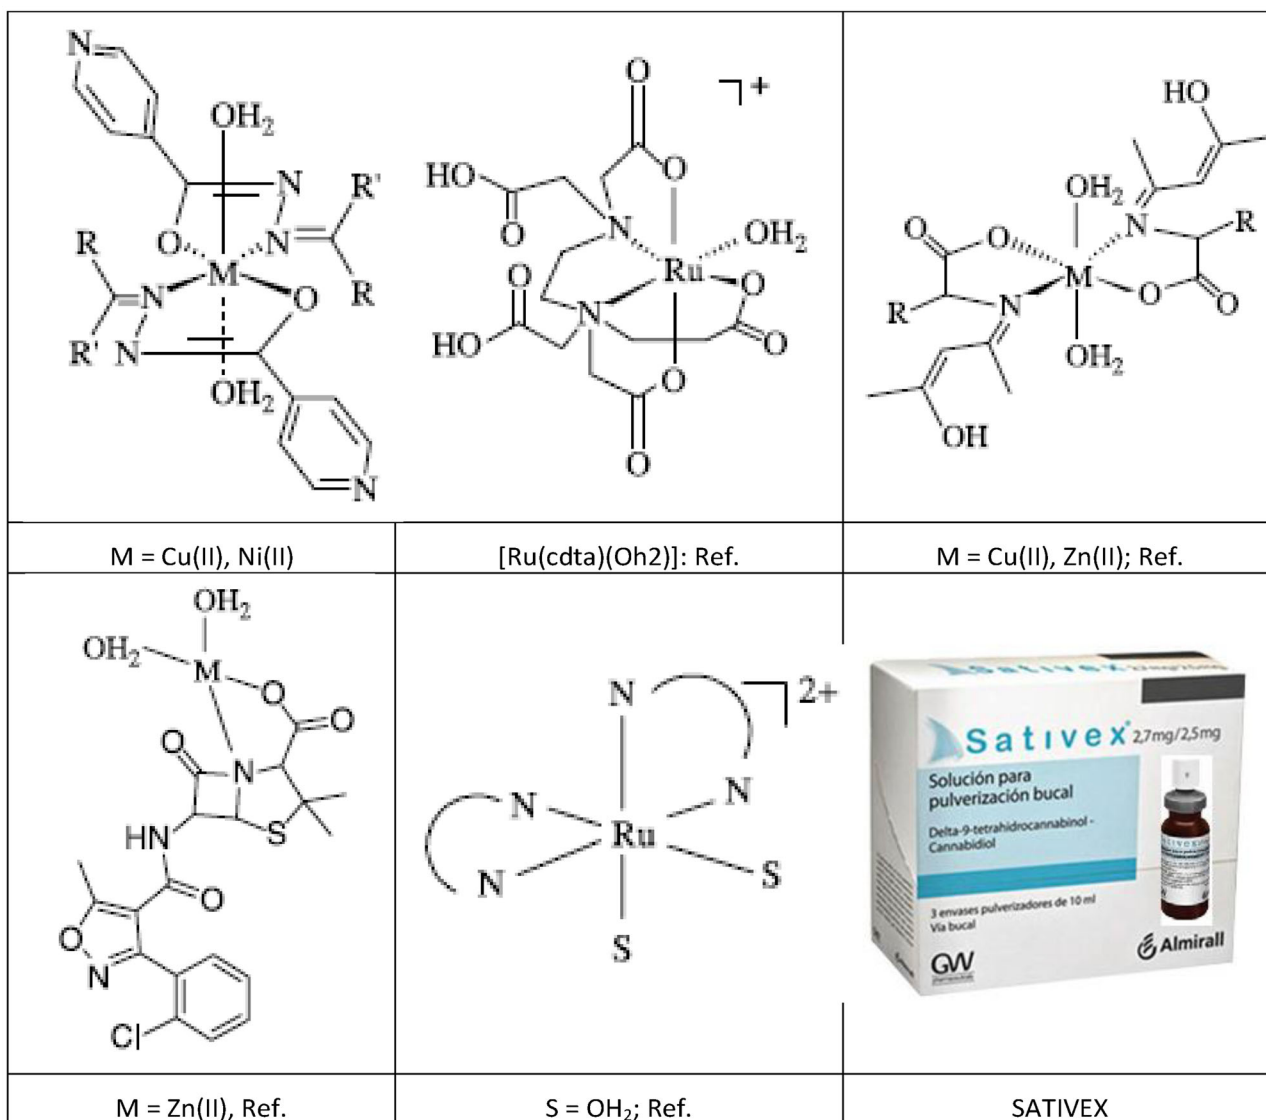 N
OH₂
N
R'
R
O
N
M
R
N
O
R'
N
OH₂
N
M = Cu(II), Ni(II)
O
⌝+
HO
O
O
N
OH₂
Ru
O
O
N
HO
O
O
O
[Ru(cdta)(Oh2)]: Ref.
HO
OH₂
O
O
N
R
M
O
R
N
O
OH₂
OH
M = Cu(II), Zn(II); Ref.
OH₂
OH₂
M
O
O
O
N
S
HN
O
O
N
Cl
M = Zn(II), Ref.
N
2+
N
N
Ru
N
S
S
S = OH₂; Ref.
Sativex
Sativex® 2,7mg/2,5mg
Solución para
pulverización bucal
Delta-9-tetrahidrocannabinol -
Cannabidiol
3 envases pulverizadores de 10 ml
Vía bucal
GW
Almirall
Almirall
SATIVEX